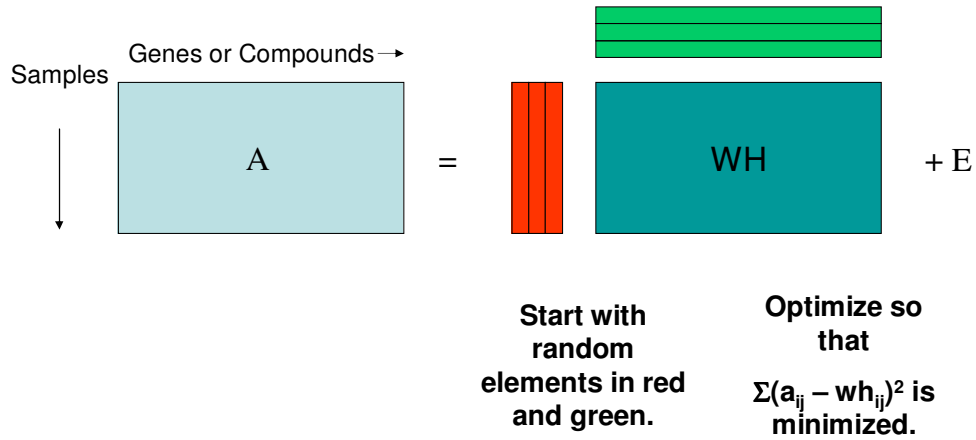 Genes or Compounds→
Samples
A
=
WH
+ E
Start with
random
elements in red
and green.
Optimize so
that
Σ(aᵢⱼ – whᵢⱼ)² is
minimized.